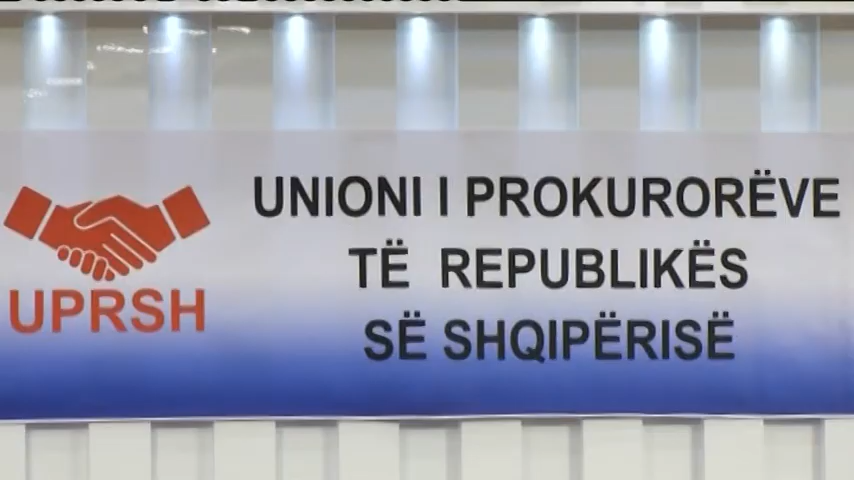 UNIONI I PROKURORËVE
TË REPUBLIKËS
SË SHQIPËRISË
UPRSH